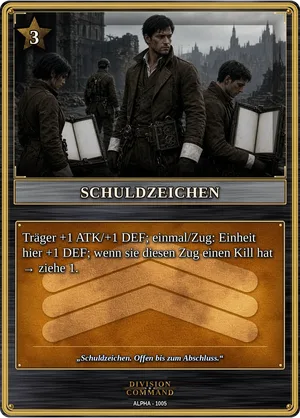 3
SCHULDZEICHEN
Träger +1 ATK/+1 DEF; einmal/Zug: Einheit
hier +1 DEF; wenn sie diesen Zug einen Kill hat
→ ziehe 1.
„Schuldzeichen. Offen bis zum Abschluss.“
DIVISION
COMMAND
ALPHA - 1005